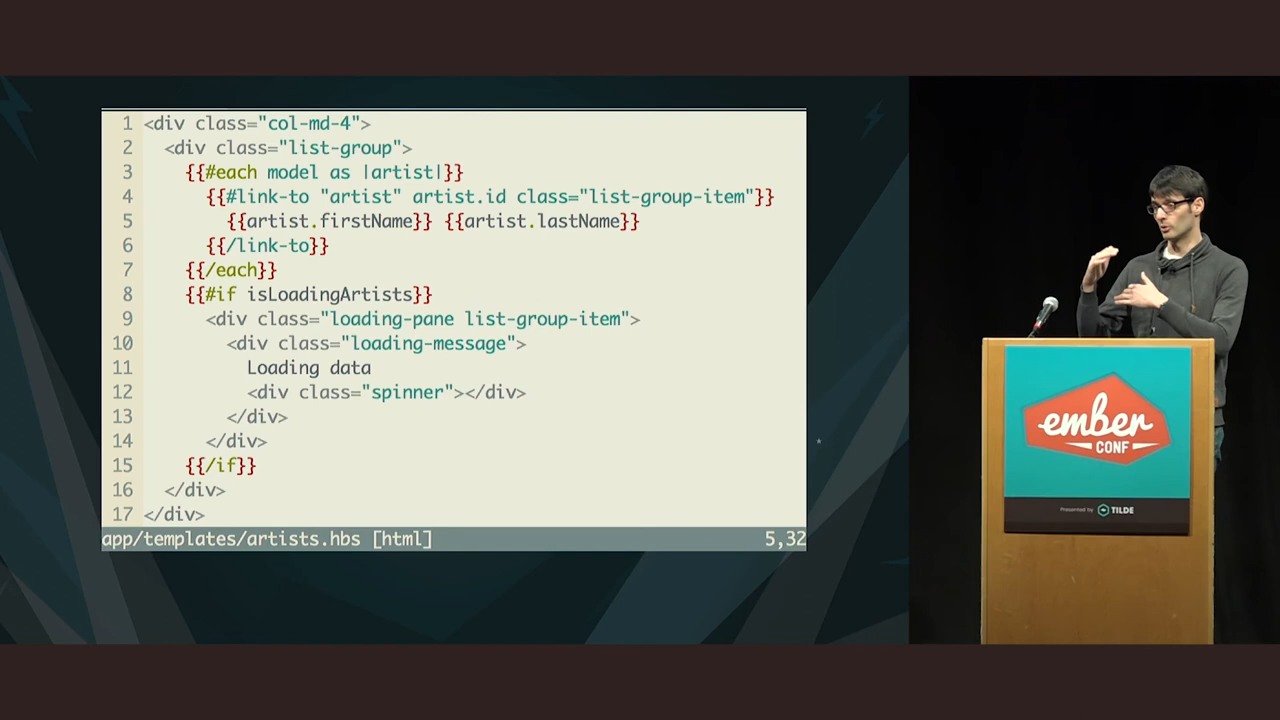 1 <div class="col-md-4">
2 <div class="list-group">
3 {{#each model as |artist|}}
4 {{#link-to "artist" artist.id class="list-group-item"}}
5 {{artist.firstName}} {{artist.lastName}}
6 {{/link-to}}
7 {{/each}}
8 {{#if isLoadingArtists}}
9 <div class="loading-pane list-group-item">
10 <div class="loading-message">
11 Loading data
12 <div class="spinner"></div>
13 </div>
14 </div>
15 {{/if}}
16 </div>
17 </div>
app/templates/artists.hbs [html] 5,32
ember
CONF
Presented by TILDE